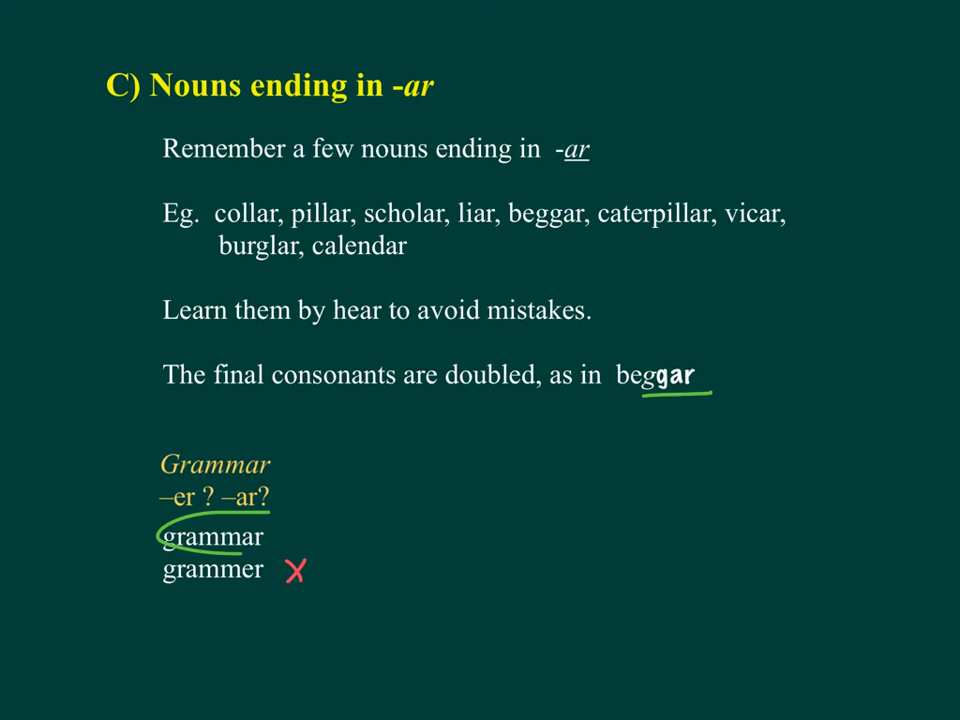 C) Nouns ending in -ar
Remember a few nouns ending in -ar
Eg. collar, pillar, scholar, liar, beggar, caterpillar, vicar,
burglar, calendar
Learn them by hear to avoid mistakes.
The final consonants are doubled, as in beggar
Grammar
–er ? –ar?
grammar
grammer X